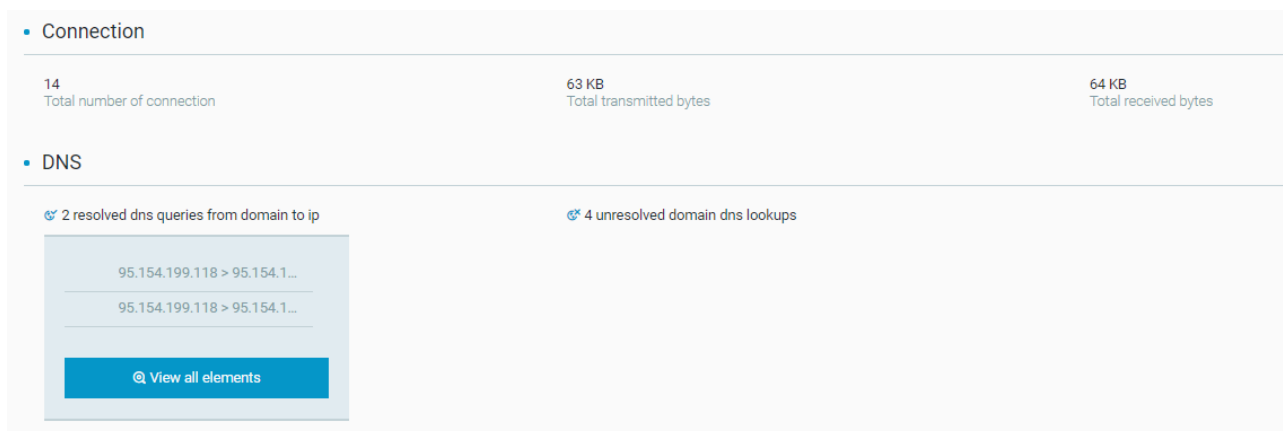 Connection
14
Total number of connection
63 KB
Total transmitted bytes
64 KB
Total received bytes
DNS
2 resolved dns queries from domain to ip
4 unresolved domain dns lookups
95.154.199.118 > 95.154.1...
95.154.199.118 > 95.154.1...
View all elements